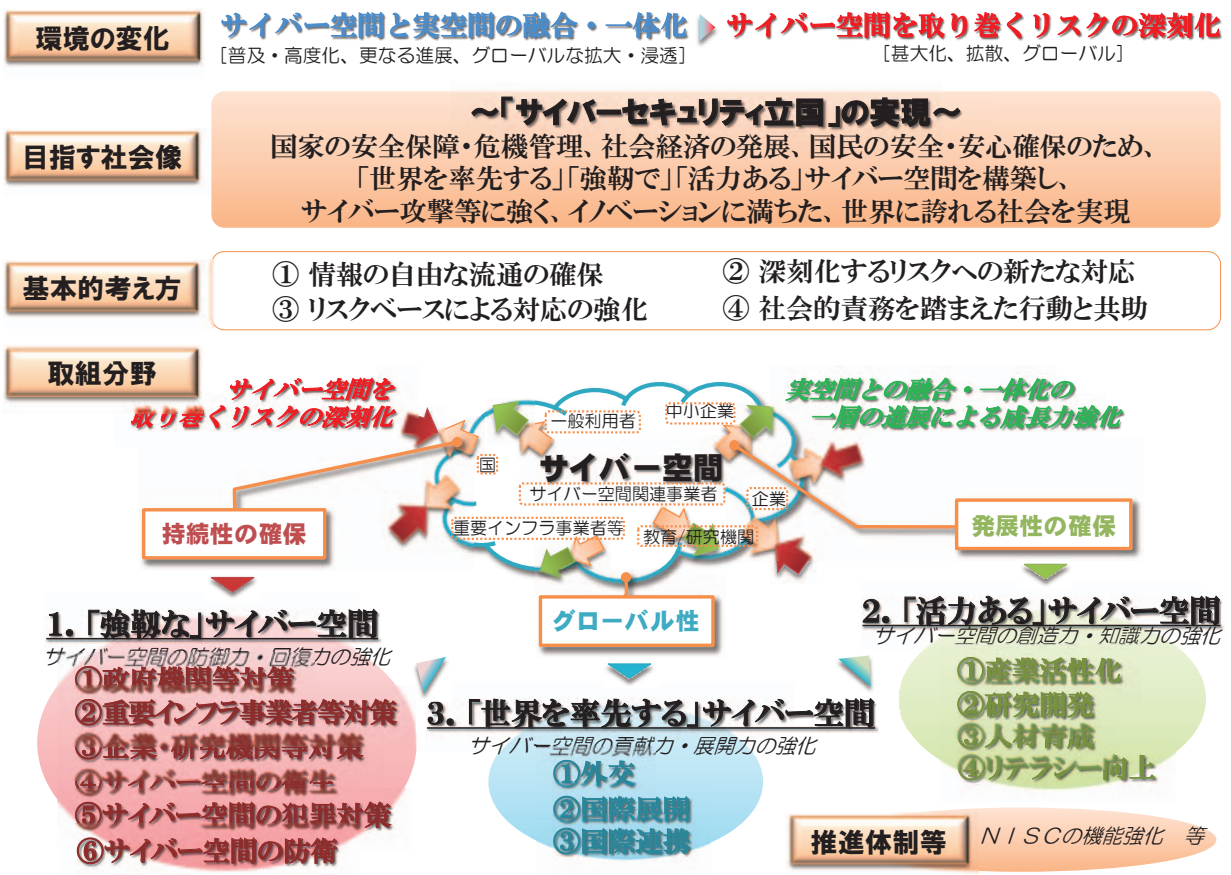 環境の変化
サイバー空間と実空間の融合・一体化
サイバー空間を取り巻くリスクの深刻化
[普及・高度化、更なる進展、グローバルな拡大・浸透]
[甚大化、拡散、グローバル]
目指す社会像
～「サイバーセキュリティ立国」の実現～
国家の安全保障・危機管理、社会経済の発展、国民の安全・安心確保のため、
「世界を率先する」「強靭で」「活力ある」サイバー空間を構築し、
サイバー攻撃等に強く、イノベーションに満ちた、世界に誇れる社会を実現
基本的考え方
① 情報の自由な流通の確保
② 深刻化するリスクへの新たな対応
③ リスクベースによる対応の強化
④ 社会的責務を踏まえた行動と共助
取組分野
サイバー空間を
取り巻くリスクの深刻化
実空間との融合・一体化の
一層の進展による成長力強化
一般利用者
中小企業
国
サイバー空間
サイバー空間関連事業者
企業
重要インフラ事業者等
教育/研究機関
持続性の確保
発展性の確保
グローバル性
1．「強靱な」サイバー空間
サイバー空間の防御力・回復力の強化
①政府機関等対策
②重要インフラ事業者等対策
③企業・研究機関等対策
④サイバー空間の衛生
⑤サイバー空間の犯罪対策
⑥サイバー空間の防衛
2．「活力ある」サイバー空間
サイバー空間の創造力・知識力の強化
①産業活性化
②研究開発
③人材育成
④リテラシー向上
3．「世界を率先する」サイバー空間
サイバー空間の貢献力・展開力の強化
①外交
②国際展開
③国際連携
推進体制等
ＮＩＳＣの機能強化　等